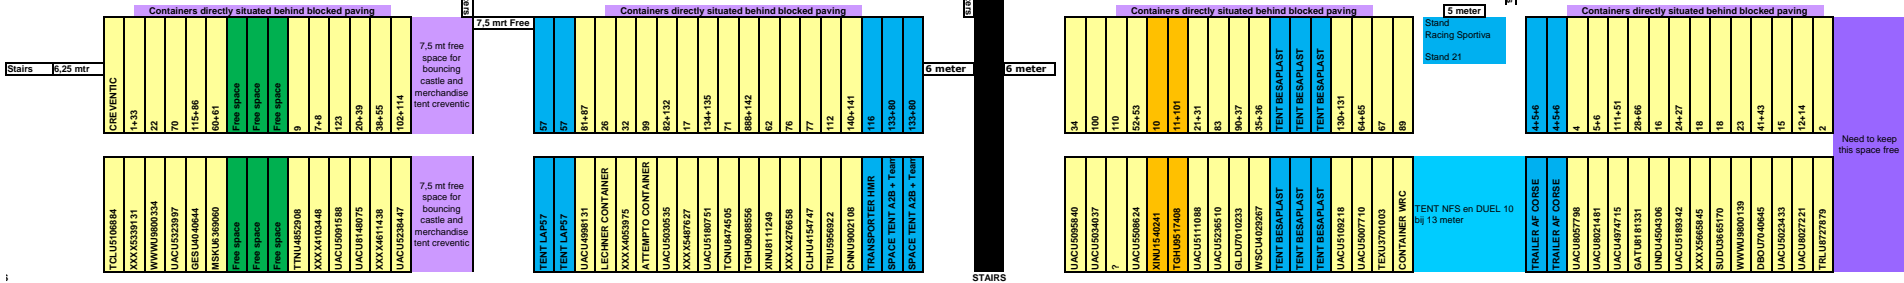 Containers directly situated behind blocked paving
Containers directly situated behind blocked paving
Containers directly situated behind blocked paving
5 meter
Containers directly situated behind blocked paving
7,5 mrt Free
Stairs
6,25 mtr
CREVENTIC
1+33
22
70
115+86
60+61
Free space
Free space
Free space
9
7+8
123
20+39
38+55
102+114
7,5 mt free
space for
bouncing
castle and
merchandise
tent creventic
57
57
81+87
26
32
99
82+132
17
134+135
71
888+142
62
76
77
112
140+141
116
133+80
133+80
6 meter
6 meter
34
100
110
52+53
10
11+101
21+31
83
90+37
35+36
TENT BESAPLAST
TENT BESAPLAST
TENT BESAPLAST
130+131
64+65
67
89
Stand
Racing Sportiva
Stand 21
4+5+6
4+5+6
4
5+6
111+51
28+66
16
24+27
18
18
23
41+43
15
12+14
2
Need to keep
this space free
TCLU5106884
XXX5339131
WWWU9800334
UACU5323997
GESU4040644
MSKU6369060
Free space
Free space
Free space
TTNU4852908
XXX4103448
UACU5091588
UACU8148075
XXX4611438
UACU5238447
7,5 mt free
space for
bouncing
castle and
merchandise
tent creventic
TENT LAP57
TENT LAP57
UACU4998131
LECHNER CONTAINER
XXX4053975
ATTEMPTO CONTAINER
UACU5030535
XXX5487627
UACU5180751
TCNU8474505
TGHU9088556
XINU8111249
XXX4276658
CLHU4154747
TRIU5956922
CNNU9002108
TRANSPORTER HMR
SPACE TENT A2B + Team
SPACE TENT A2B + Team
STAIRS
UACU5095840
UACU5034037
?
UACU5508624
XINU1540241
TGHU9517408
UACU5111088
UACU5236510
GLDU7010233
WSCU4029267
TENT BESAPLAST
TENT BESAPLAST
TENT BESAPLAST
UACU5109218
UACU5007710
TEXU3701003
CONTAINER WRC
TENT NFS en DUEL 10
bij 13 meter
TRAILER AF CORSE
TRAILER AF CORSE
UACU8057798
UACU8021481
UACU4974715
GATU8181331
UNDU4504306
UACU5189342
XXX5665845
SUDU3665170
WWWU9800139
DBOU7040645
UACU5023433
UACU8027221
TRLU8727879